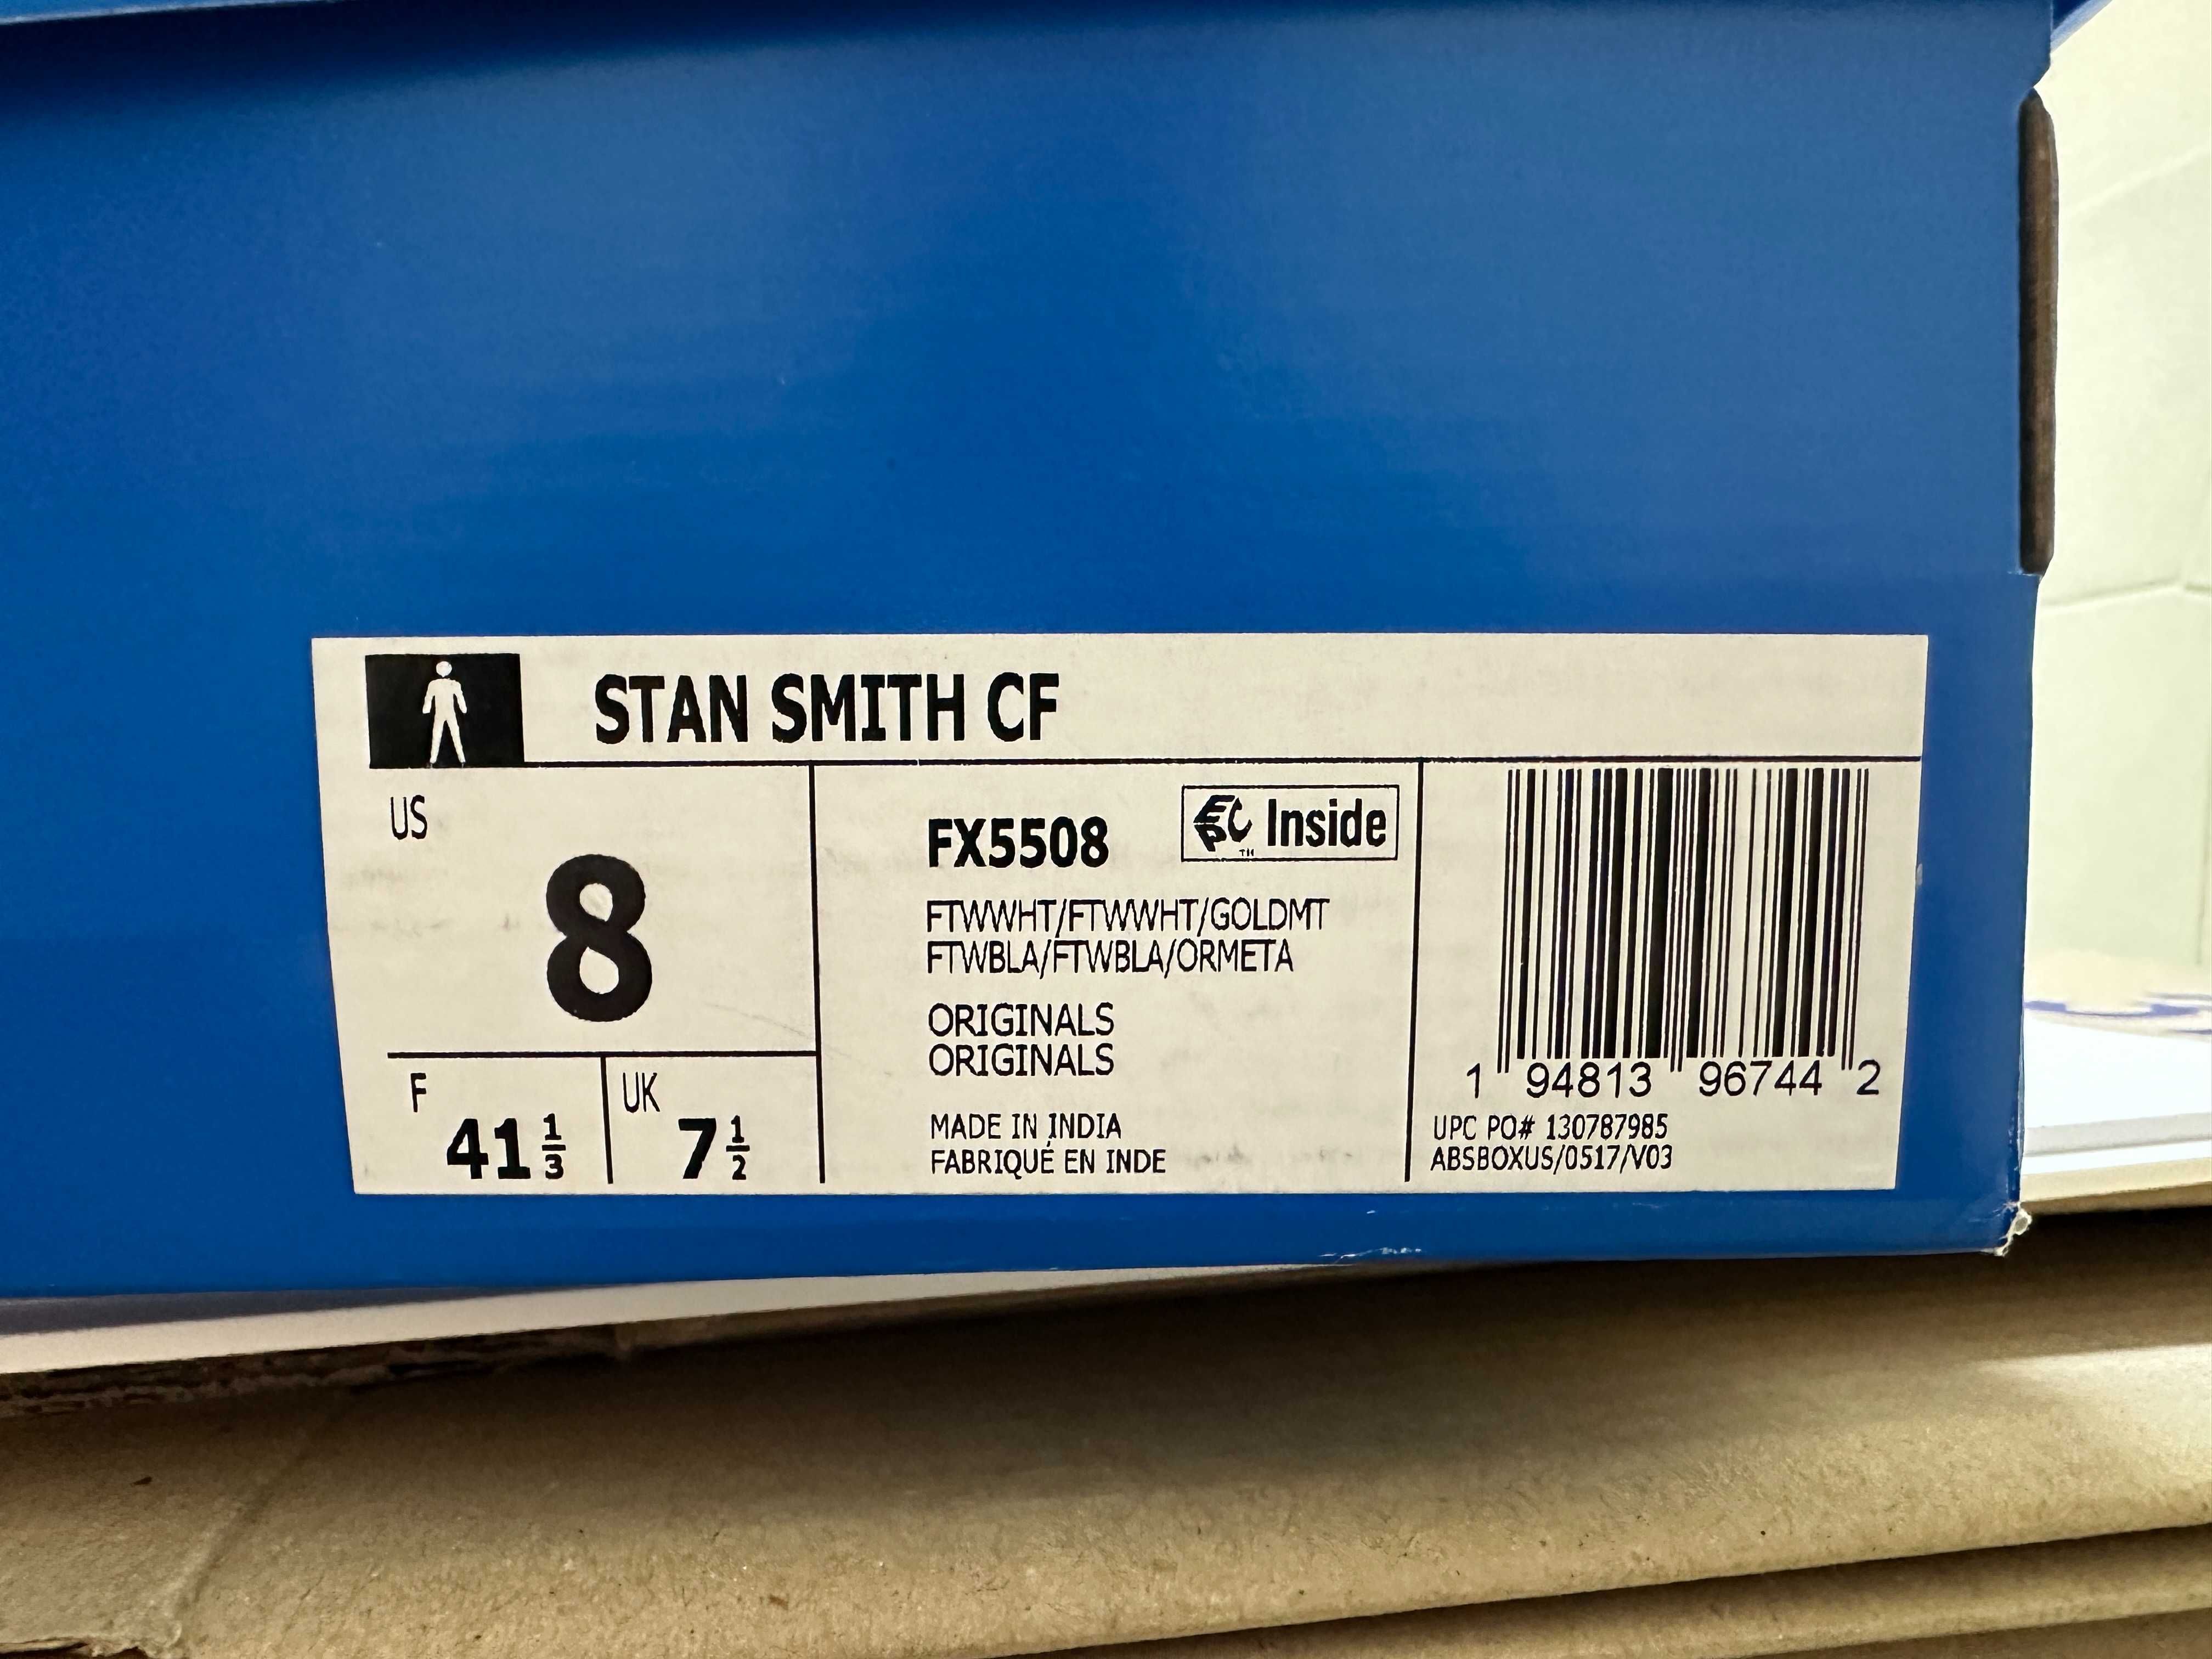 STAN SMITH CF
US
8
F
41 1/3
UK
7 1/2
FX5508
EPC Inside
TM
FTWWHT/FTWWHT/GOLDMT
FTWBLA/FTWBLA/ORMETA
ORIGINALS
ORIGINALS
MADE IN INDIA
FABRIQUÉ EN INDE
1 94813 96744 2
UPC PO# 130787985
ABSBOXUS/0517/V03